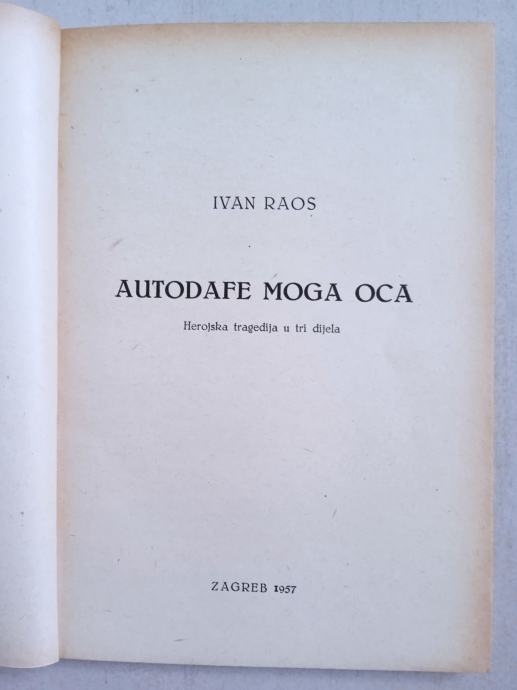 IVAN RAOS
AUTODAFE MOGA OCA
Herojska tragedija u tri dijela
ZAGREB 1957